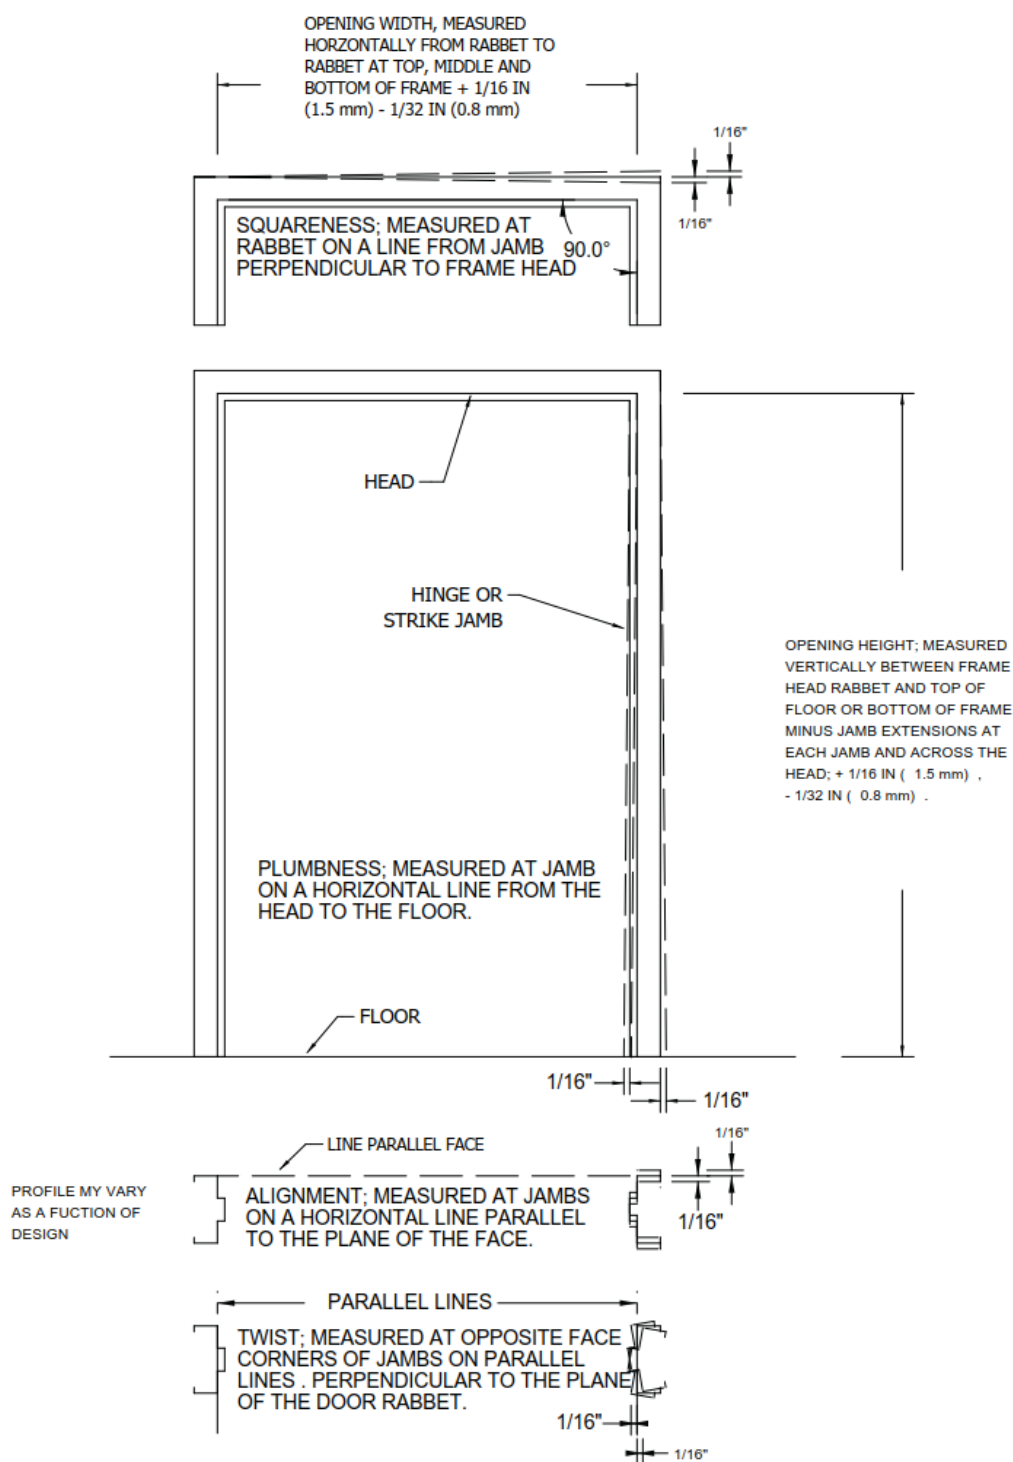 OPENING WIDTH, MEASURED
HORZONTALLY FROM RABBET TO
RABBET AT TOP, MIDDLE AND
BOTTOM OF FRAME + 1/16 IN
(1.5 mm) - 1/32 IN (0.8 mm)
1/16"
1/16"
SQUARENESS; MEASURED AT
RABBET ON A LINE FROM JAMB
PERPENDICULAR TO FRAME HEAD
90.0°
HEAD
HINGE OR
STRIKE JAMB
OPENING HEIGHT; MEASURED
VERTICALLY BETWEEN FRAME
HEAD RABBET AND TOP OF
FLOOR OR BOTTOM OF FRAME
MINUS JAMB EXTENSIONS AT
EACH JAMB AND ACROSS THE
HEAD; + 1/16 IN ( 1.5 mm) ,
- 1/32 IN ( 0.8 mm) .
PLUMBNESS; MEASURED AT JAMB
ON A HORIZONTAL LINE FROM THE
HEAD TO THE FLOOR.
FLOOR
1/16"
1/16"
LINE PARALLEL FACE
1/16"
PROFILE MY VARY
AS A FUCTION OF
DESIGN
ALIGNMENT; MEASURED AT JAMBS
ON A HORIZONTAL LINE PARALLEL
TO THE PLANE OF THE FACE.
1/16"
PARALLEL LINES
TWIST; MEASURED AT OPPOSITE FACE
CORNERS OF JAMBS ON PARALLEL
LINES . PERPENDICULAR TO THE PLANE
OF THE DOOR RABBET.
1/16"
1/16"